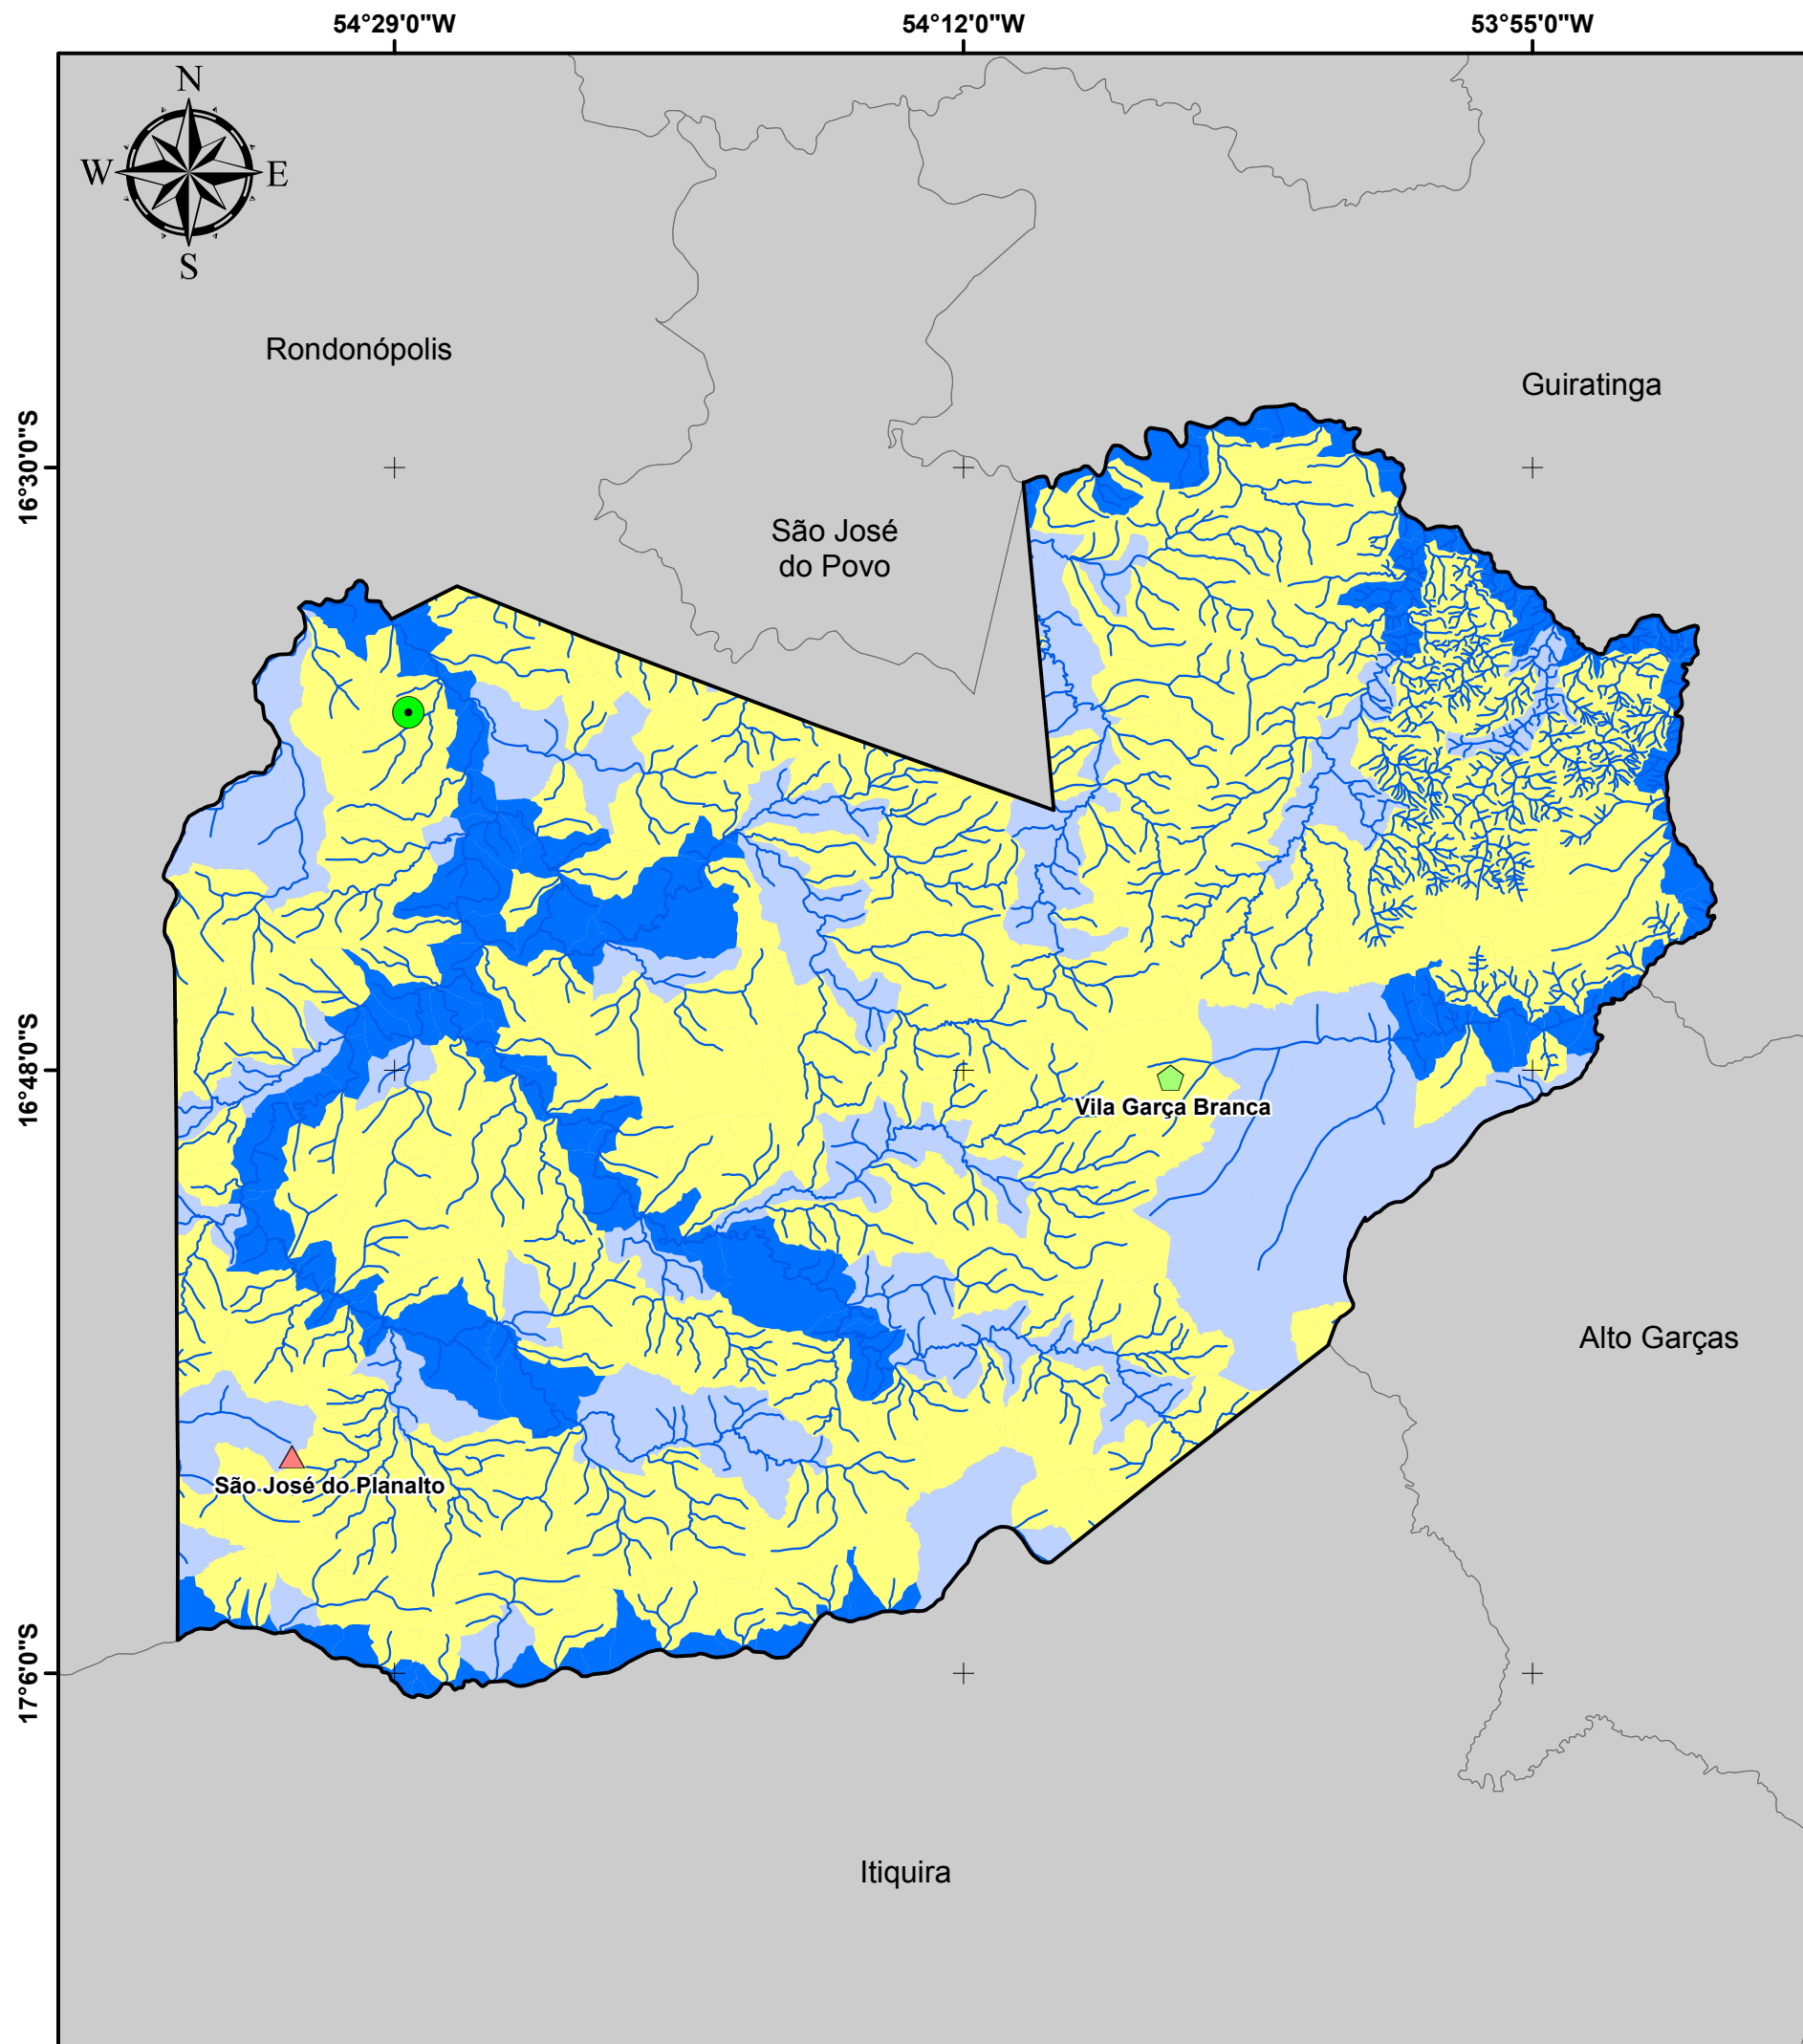 54°29'0"W
54°12'0"W
53°55'0"W
N
W
E
S
Rondonópolis
Guiratinga
16°30'0"S
São José
do Povo
16°48'0"S
Vila Garça Branca
Alto Garças
São José do Planalto
17°6'0"S
Itiquira